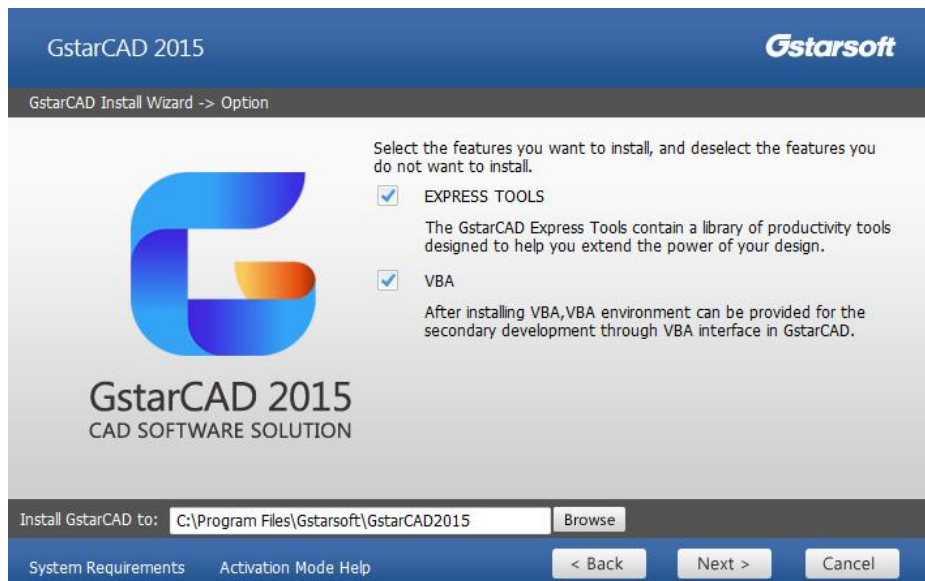 GstarCAD 2015
Gstarsoft
GstarCAD Install Wizard -> Option
Select the features you want to install, and deselect the features you
do not want to install.
EXPRESS TOOLS
The GstarCAD Express Tools contain a library of productivity tools
designed to help you extend the power of your design.
VBA
After installing VBA,VBA environment can be provided for the
secondary development through VBA interface in GstarCAD.
GstarCAD 2015
CAD SOFTWARE SOLUTION
Install GstarCAD to: C:\Program Files\Gstarsoft\GstarCAD2015 Browse
System Requirements Activation Mode Help < Back Next > Cancel